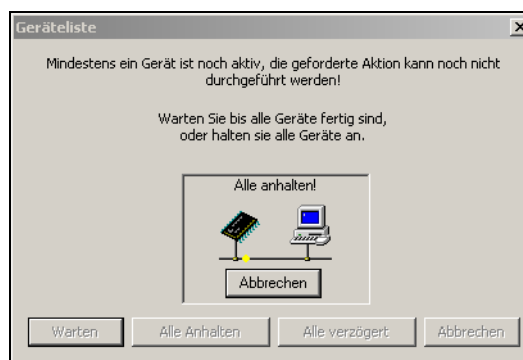 Geräteliste
Mindestens ein Gerät ist noch aktiv, die geforderte Aktion kann noch nicht
durchgeführt werden!
Warten Sie bis alle Geräte fertig sind,
oder halten sie alle Geräte an.
Alle anhalten!
Abbrechen
Warten
Alle Anhalten
Alle verzögert
Abbrechen